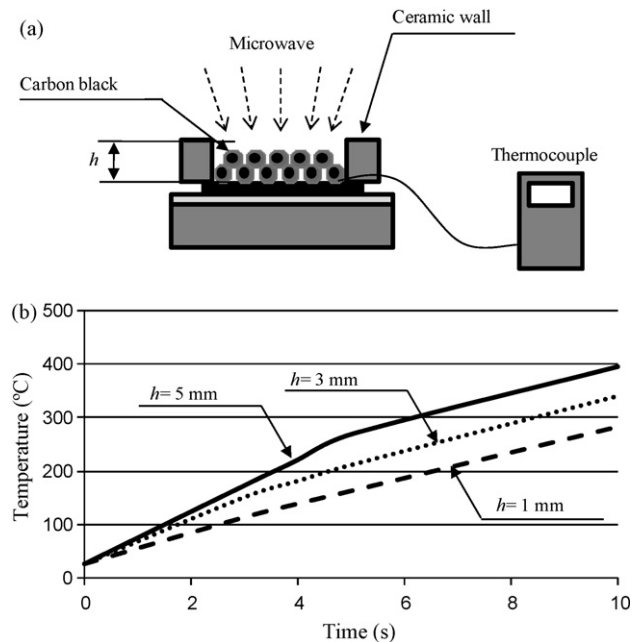 (a)
Microwave
Ceramic wall
Carbon black
h
Thermocouple
(b)
500
400
300
200
100
0
Temperature (ºC)
h= 5 mm
h= 3 mm
h= 1 mm
0 2 4 6 8 10
Time (s)